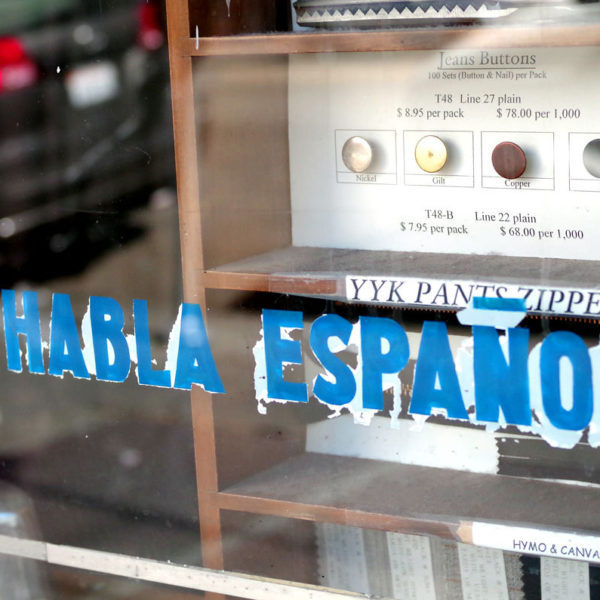 Jeans Buttons
100 Sets (Button & Nail) per Pack
T48 Line 27 plain
$ 8.95 per pack $ 78.00 per 1,000
Nickel Gilt Copper
T48-B Line 22 plain
$ 7.95 per pack $ 68.00 per 1,000
YYK PANTS ZIPPE
HABLA ESPAÑO
HYMO & CANVA